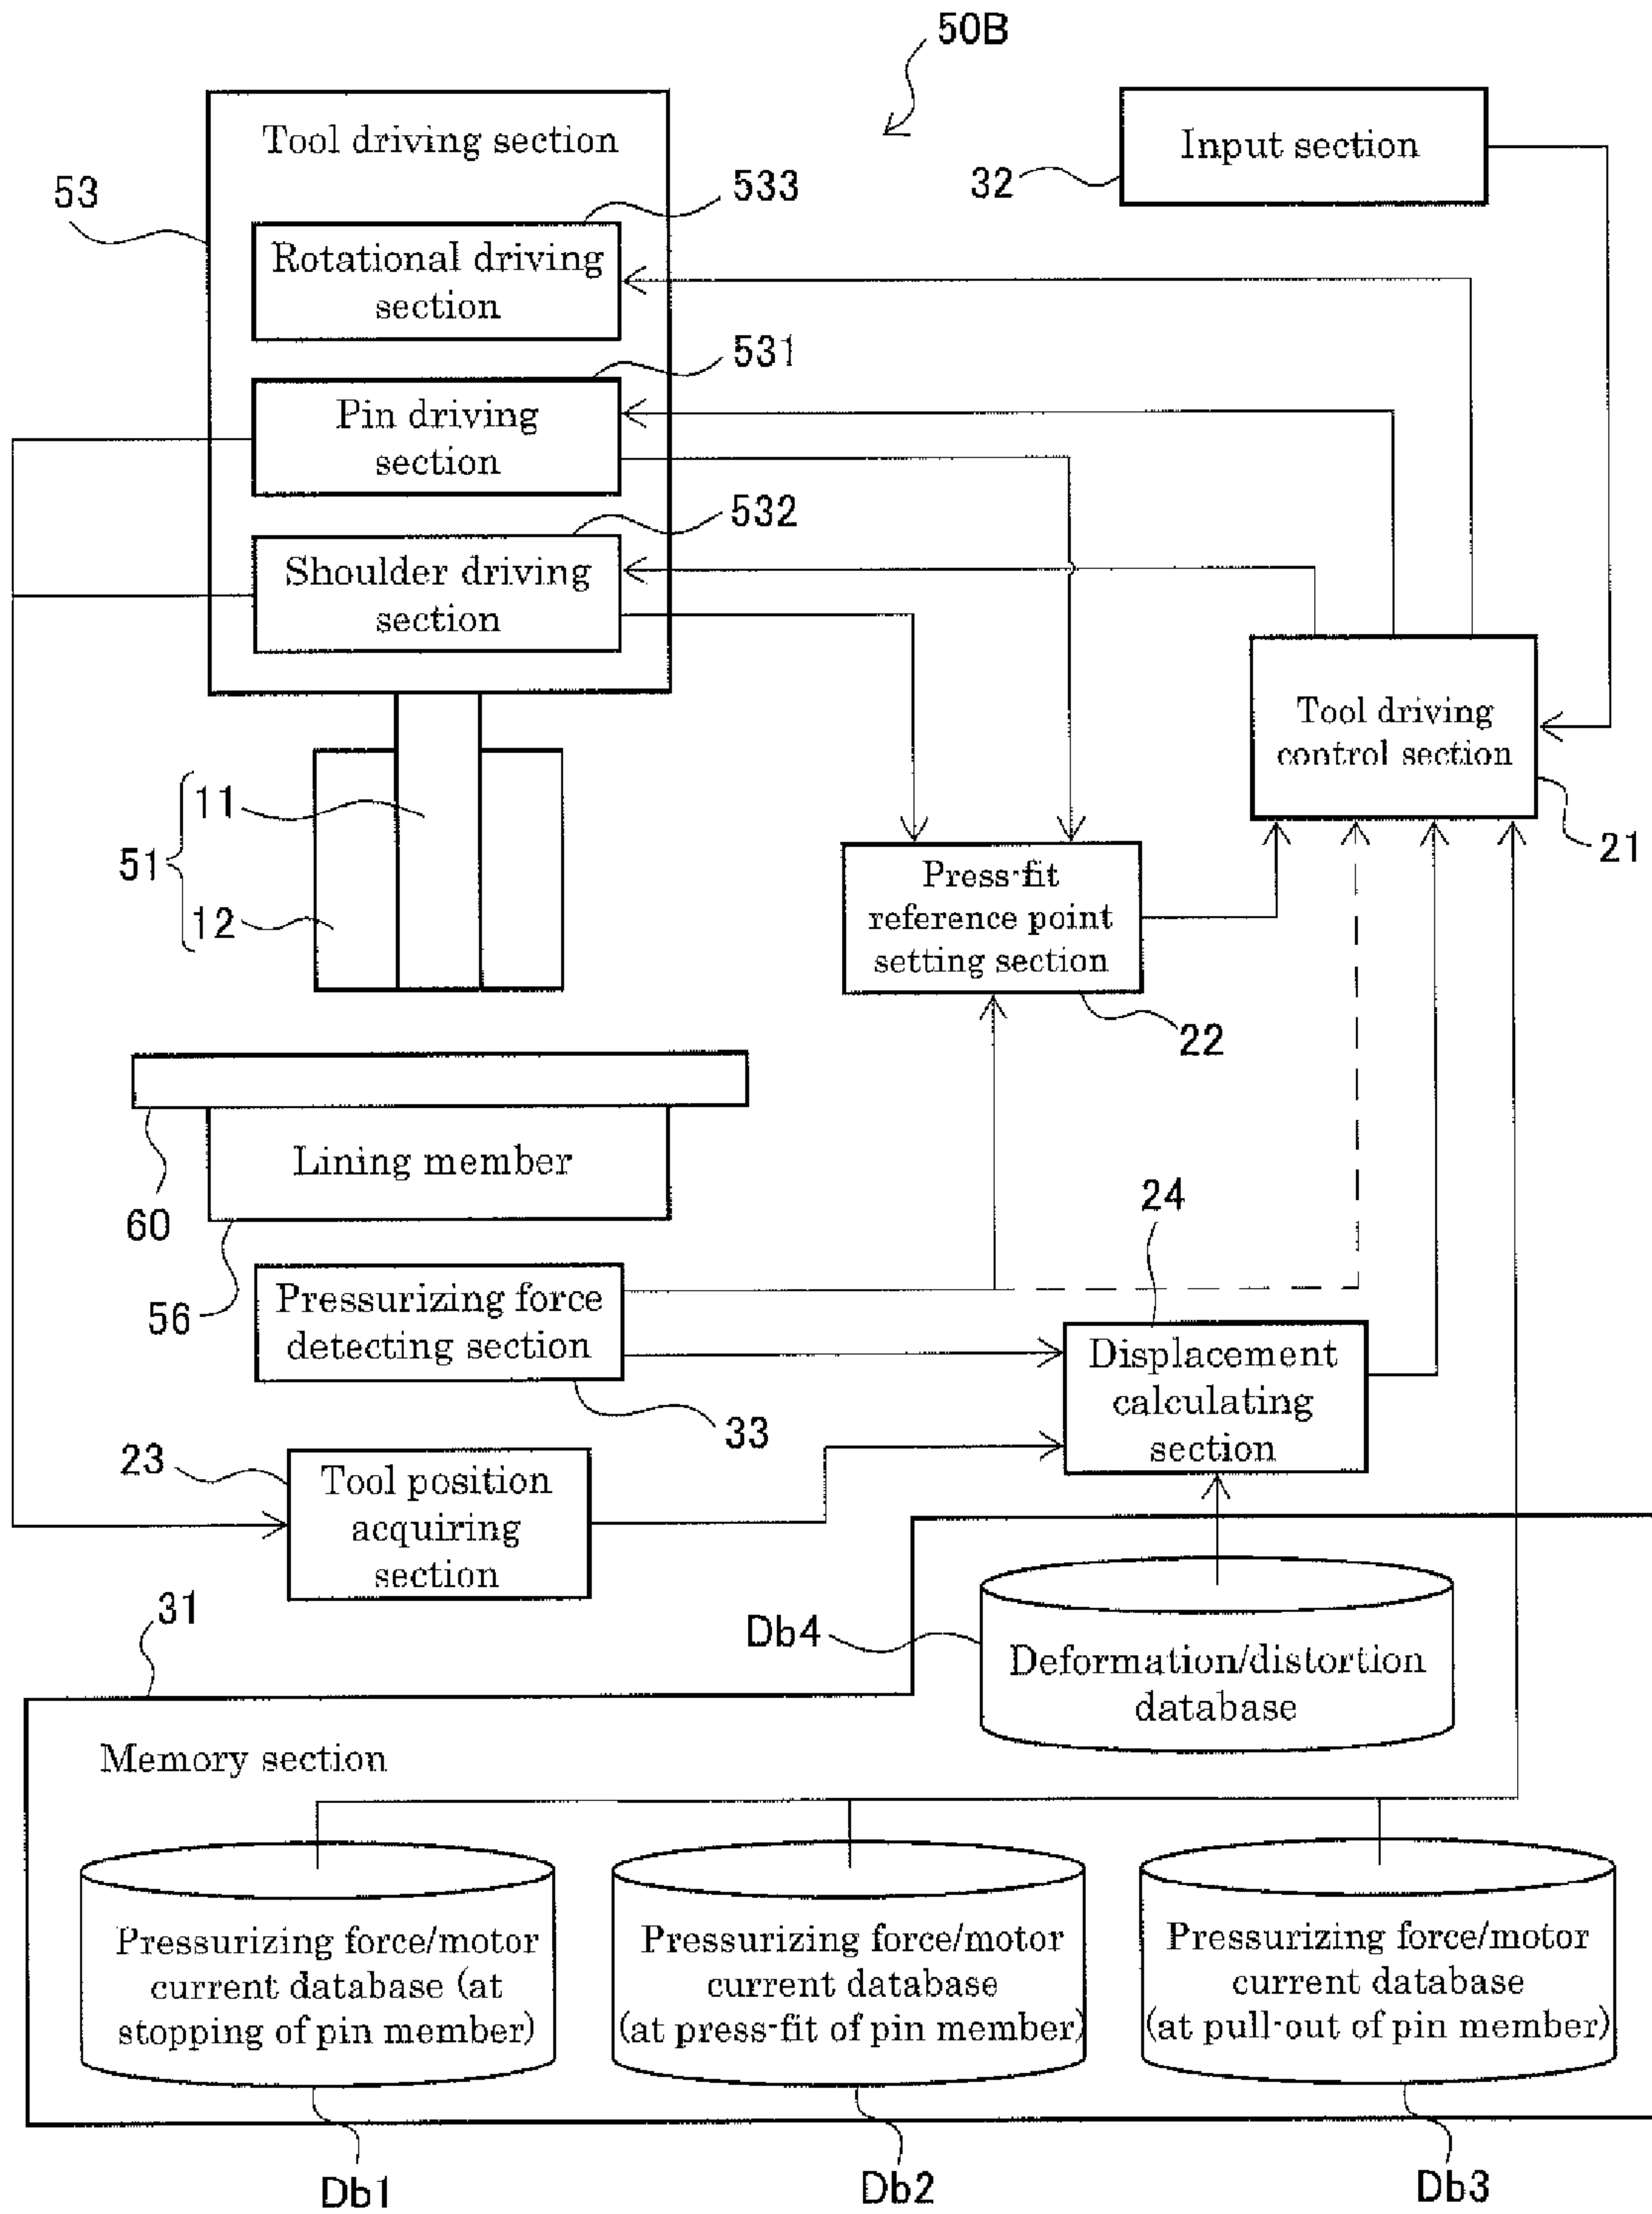 50B
Tool driving section
Input section
32
53
533
Rotational driving
section
531
Pin driving
section
532
Shoulder driving
section
Tool driving
control section
21
11
51
12
Press-fit
reference point
setting section
22
Lining member
60
56
24
Pressurizing force
detecting section
33
Displacement
calculating
section
23
Tool position
acquiring
section
31
Db4
Deformation/distortion
database
Memory section
Pressurizing force/motor
current database (at
stopping of pin member)
Pressurizing force/motor
current database
(at press-fit of pin member)
Pressurizing force/motor
current database
(at pull-out of pin member)
Db1
Db2
Db3